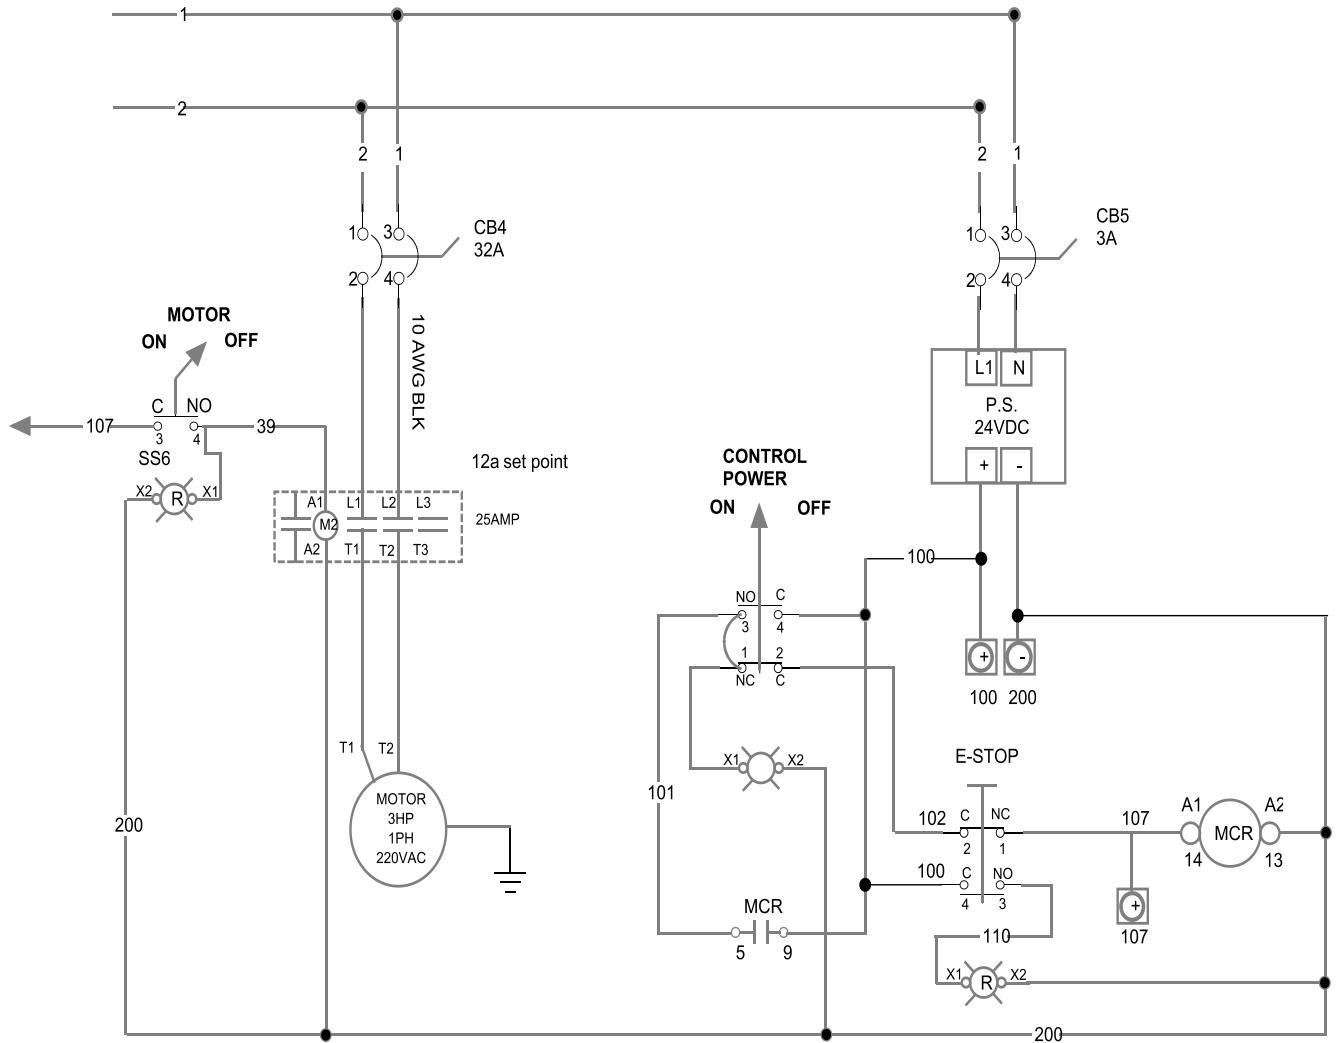 1
2
2 1
2 1
1 3
CB4
32A
2 4
1 3
CB5
3A
2 4
10 AWG BLK
MOTOR
ON OFF
C NO
107
3 4
39
SS6
X2 R X1
12a set point
25AMP
A1 L1 L2 L3
M2
A2 T1 T2 T3
L1 N
P.S.
24VDC
+ -
CONTROL
POWER
ON OFF
100
NO C
3 4
1 2
NC C
+ -
100 200
T1 T2
MOTOR
3HP
1PH
220VAC
X1 X2
101
200
E-STOP
102 C NC 107
2 1
A1 A2
MCR
14 13
100 C NO
4 3
+
107
MCR
5 9
110
X1 R X2
200